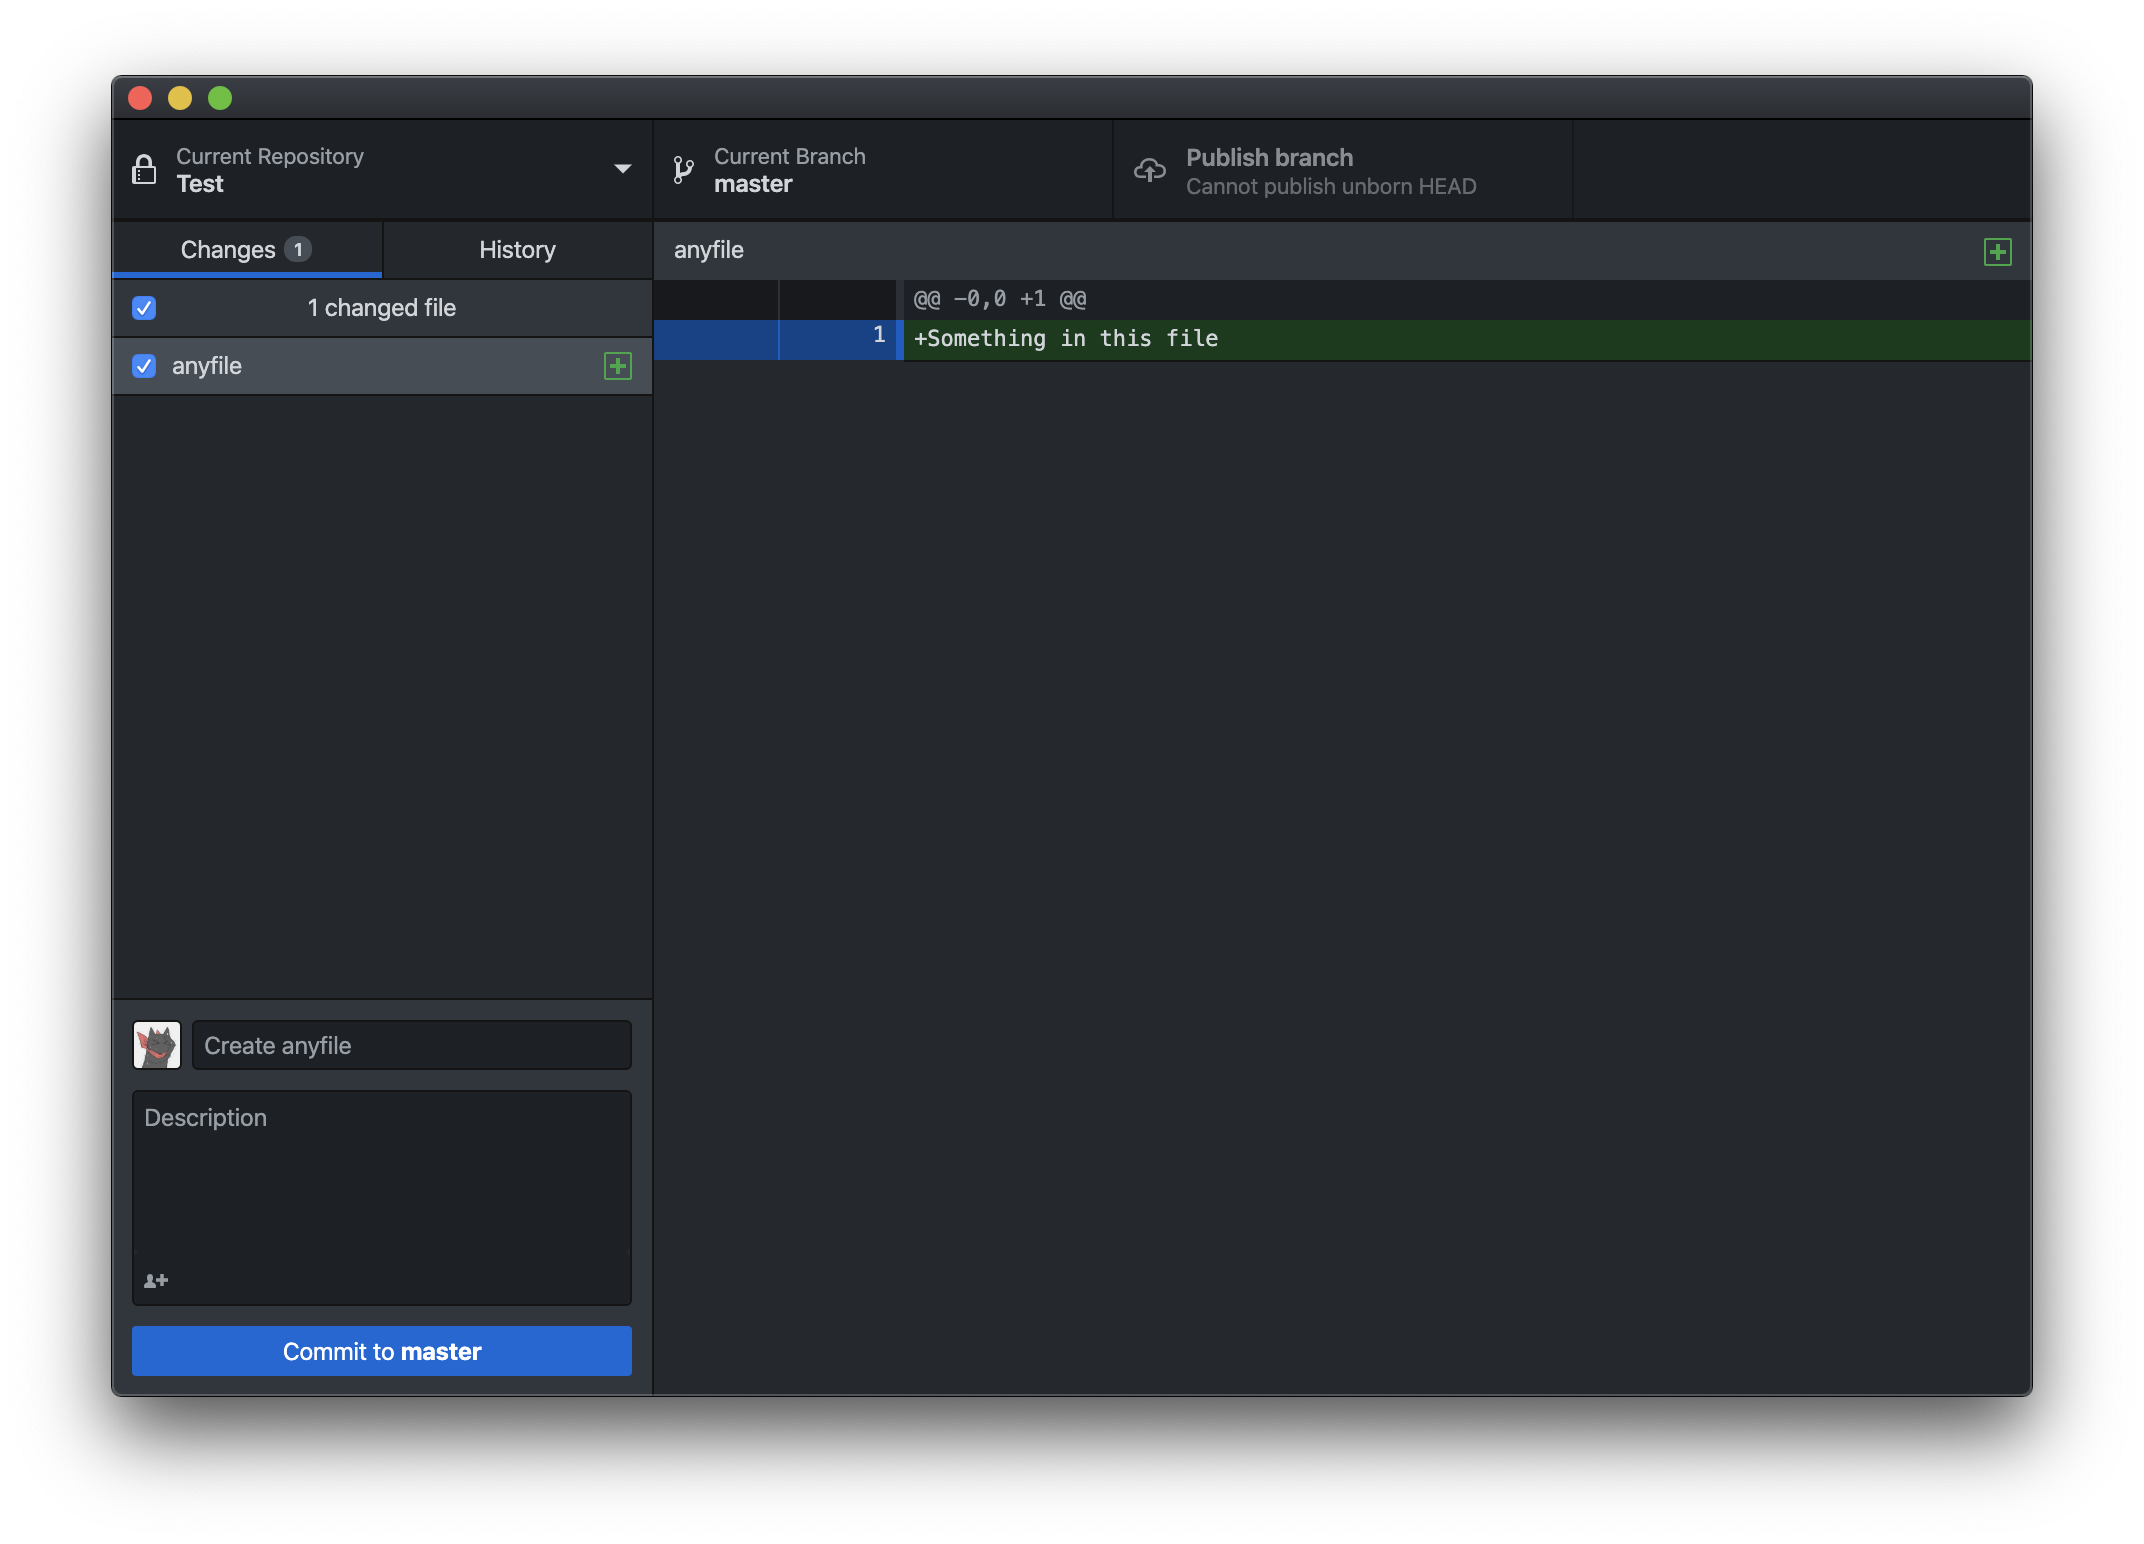 Current Repository
Test
Current Branch
master
Publish branch
Cannot publish unborn HEAD
Changes 1
History
1 changed file
anyfile
anyfile
@@ -0,0 +1 @@
1 +Something in this file
Create anyfile
Description
Commit to master